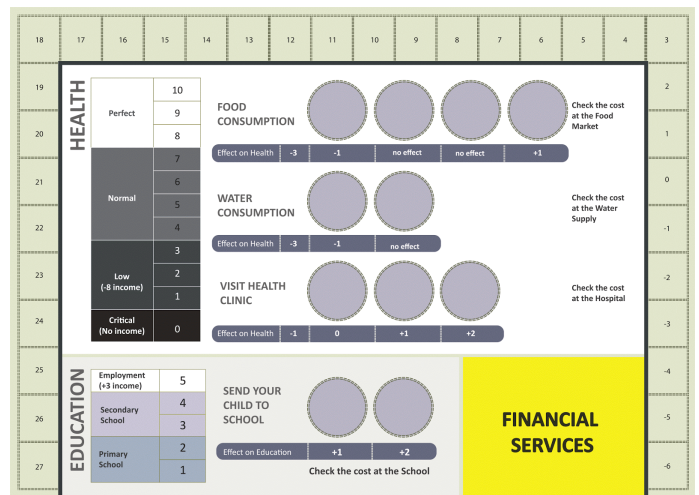 18 17 16 15 14 13 12 11 10 9 8 7 6 5 4 3
19
20
21
22
23
24
25
26
27
2
1
0
-1
-2
-3
-4
-5
-6
HEALTH
Perfect
10
9
8
Normal
7
6
5
4
Low
(-8 income)
3
2
1
Critical
(No income)
0
FOOD
CONSUMPTION
Check the cost
at the Food
Market
Effect on Health -3 -1 no effect no effect +1
WATER
CONSUMPTION
Check the cost
at the Water
Supply
Effect on Health -3 -1 no effect
VISIT HEALTH
CLINIC
Check the cost
at the Hospital
Effect on Health -1 0 +1 +2
EDUCATION
Employment
(+3 income)
5
Secondary
School
4
3
Primary
School
2
1
SEND YOUR
CHILD TO
SCHOOL
Effect on Education +1 +2
Check the cost at the School
FINANCIAL
SERVICES